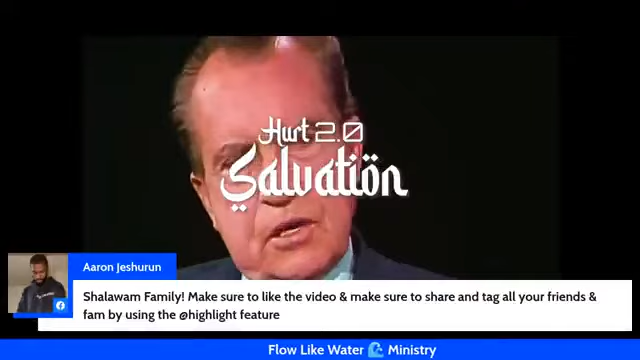 Hurt 2.0
Salvation
Aaron Jeshurun
Shalawam Family! Make sure to like the video & make sure to share and tag all your friends &
fam by using the @highlight feature
Flow Like Water 🌊 Ministry